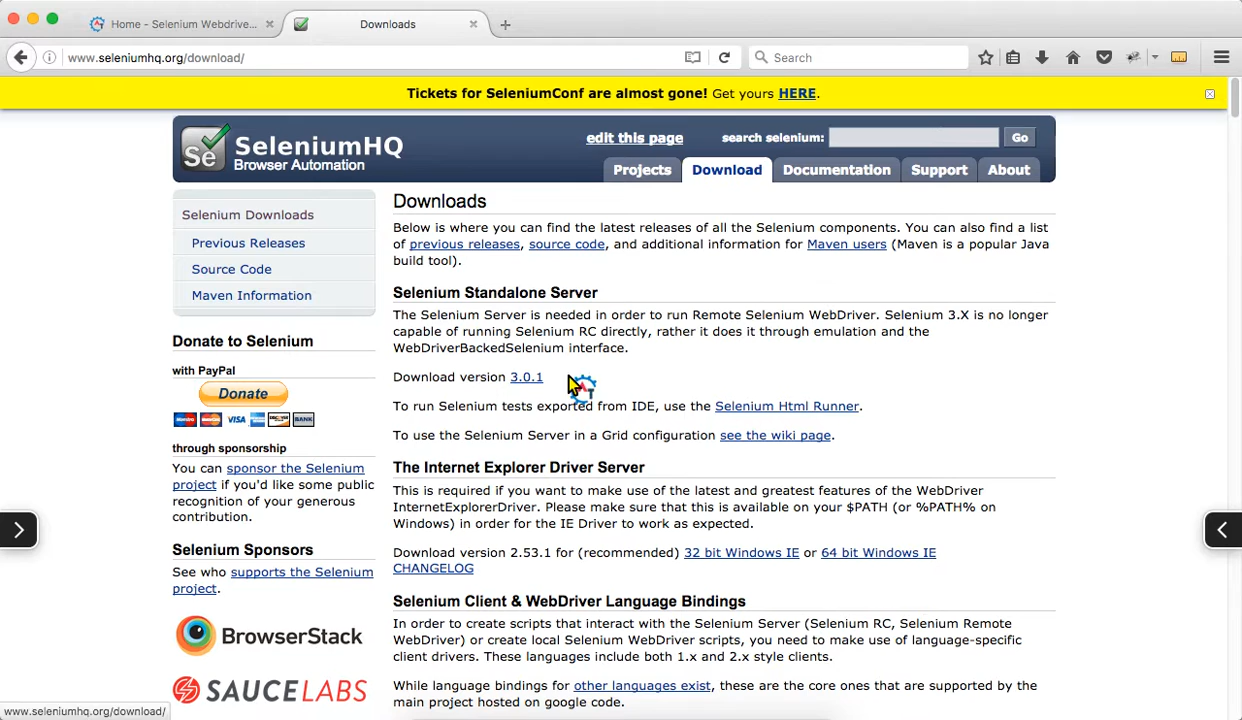 Home - Selenium Webdrive...
Downloads
www.seleniumhq.org/download/
Search
Tickets for SeleniumConf are almost gone! Get yours HERE.
Se
SeleniumHQ
Browser Automation
edit this page
search selenium:
Go
Projects
Download
Documentation
Support
About
Selenium Downloads
Previous Releases
Source Code
Maven Information
Donate to Selenium
with PayPal
Donate
VISA
BANK
through sponsorship
You can sponsor the Selenium
project if you'd like some public
recognition of your generous
contribution.
Selenium Sponsors
See who supports the Selenium
project.
BrowserStack
SAUCELABS
Downloads
Below is where you can find the latest releases of all the Selenium components. You can also find a list
of previous releases, source code, and additional information for Maven users (Maven is a popular Java
build tool).
Selenium Standalone Server
The Selenium Server is needed in order to run Remote Selenium WebDriver. Selenium 3.X is no longer
capable of running Selenium RC directly, rather it does it through emulation and the
WebDriverBackedSelenium interface.
Download version 3.0.1
To run Selenium tests exported from IDE, use the Selenium Html Runner.
To use the Selenium Server in a Grid configuration see the wiki page.
The Internet Explorer Driver Server
This is required if you want to make use of the latest and greatest features of the WebDriver
InternetExplorerDriver. Please make sure that this is available on your $PATH (or %PATH% on
Windows) in order for the IE Driver to work as expected.
Download version 2.53.1 for (recommended) 32 bit Windows IE or 64 bit Windows IE
CHANGELOG
Selenium Client & WebDriver Language Bindings
In order to create scripts that interact with the Selenium Server (Selenium RC, Selenium Remote
WebDriver) or create local Selenium WebDriver scripts, you need to make use of language-specific
client drivers. These languages include both 1.x and 2.x style clients.
While language bindings for other languages exist, these are the core ones that are supported by the
main project hosted on google code.
www.seleniumhq.org/download/